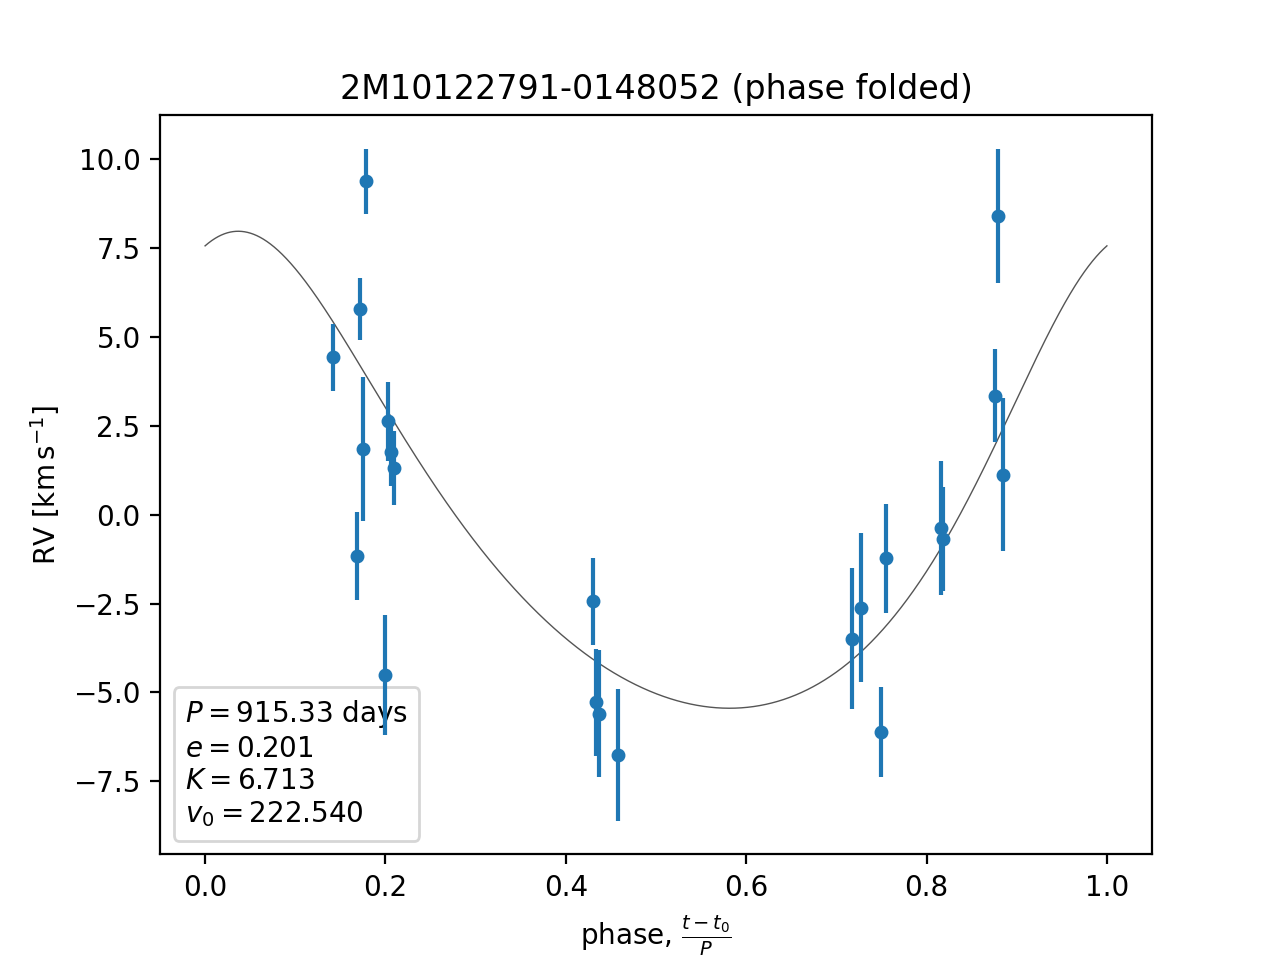 2M10122791-0148052 (phase folded)
RV [km s⁻¹]
10.0
7.5
5.0
2.5
0.0
−2.5
−5.0
−7.5
P = 915.33 days
e = 0.201
K = 6.713
v₀ = 222.540
0.0 0.2 0.4 0.6 0.8 1.0
phase, (t − t₀)/P